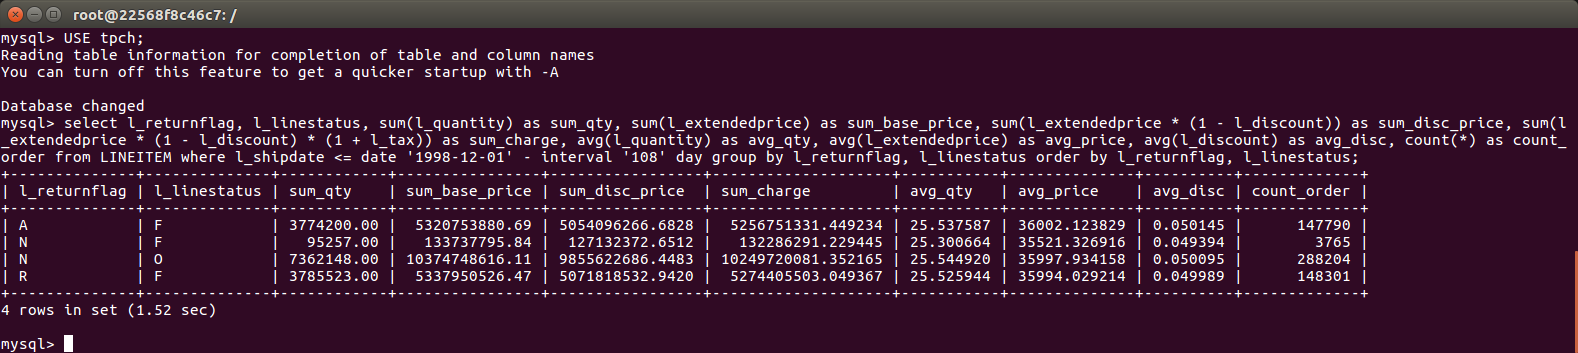 root@22568f8c46c7: /
mysql> USE tpch;
Reading table information for completion of table and column names
You can turn off this feature to get a quicker startup with -A
Database changed
mysql> select l_returnflag, l_linestatus, sum(l_quantity) as sum_qty, sum(l_extendedprice) as sum_base_price, sum(l_extendedprice * (1 - l_discount)) as sum_disc_price, sum(l
_extendedprice * (1 - l_discount) * (1 + l_tax)) as sum_charge, avg(l_quantity) as avg_qty, avg(l_extendedprice) as avg_price, avg(l_discount) as avg_disc, count(*) as count_
order from LINEITEM where l_shipdate <= date '1998-12-01' - interval '108' day group by l_returnflag, l_linestatus order by l_returnflag, l_linestatus;
+--------------+--------------+------------+----------------+-----------------+--------------------+-----------+--------------+----------+-------------+
| l_returnflag | l_linestatus | sum_qty    | sum_base_price | sum_disc_price  | sum_charge         | avg_qty   | avg_price    | avg_disc | count_order |
+--------------+--------------+------------+----------------+-----------------+--------------------+-----------+--------------+----------+-------------+
| A            | F            | 3774200.00 |  5320753880.69 | 5054096266.6828 |  5256751331.449234 | 25.537587 | 36002.123829 | 0.050145 |      147790 |
| N            | F            |   95257.00 |   133737795.84 |  127132372.6512 |   132286291.229445 | 25.300664 | 35521.326916 | 0.049394 |        3765 |
| N            | O            | 7362148.00 | 10374748616.11 | 9855622686.4483 | 10249720081.352165 | 25.544920 | 35997.934158 | 0.050095 |      288204 |
| R            | F            | 3785523.00 |  5337950526.47 | 5071818532.9420 |  5274405503.049367 | 25.525944 | 35994.029214 | 0.049989 |      148301 |
+--------------+--------------+------------+----------------+-----------------+--------------------+-----------+--------------+----------+-------------+
4 rows in set (1.52 sec)
mysql>